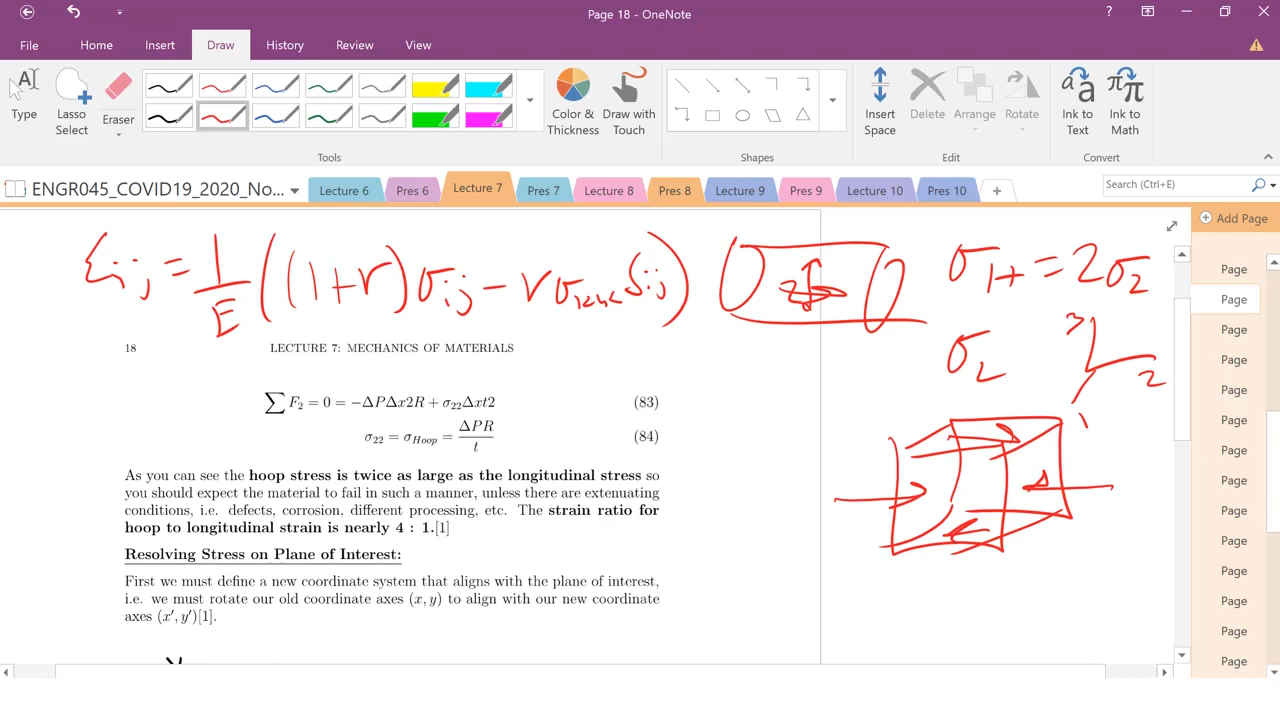 Page 18 - OneNote
?
File
Home
Insert
Draw
History
Review
View
Type
Lasso Select
Eraser
Color & Thickness
Draw with Touch
Insert Space
Delete
Arrange
Rotate
Ink to Text
Ink to Math
Tools
Shapes
Edit
Convert
ENGR045_COVID19_2020_No...
Lecture 6
Pres 6
Lecture 7
Pres 7
Lecture 8
Pres 8
Lecture 9
Pres 9
Lecture 10
Pres 10
Search (Ctrl+E)
Add Page
Page
Page
Page
Page
Page
Page
Page
Page
Page
Page
Page
Page
Page
Page
εij = 1/E ((1+ν)σij − νσkk δij)
= 2σ2
σ2
3
2
1
18 LECTURE 7: MECHANICS OF MATERIALS
∑ F2 = 0 = −ΔPΔx2R + σ22Δxt2 (83)
σ22 = σHoop = ΔPR/t (84)
As you can see the hoop stress is twice as large as the longitudinal stress so
you should expect the material to fail in such a manner, unless there are extenuating
conditions, i.e. defects, corrosion, different processing, etc. The strain ratio for
hoop to longitudinal strain is nearly 4 : 1.[1]
Resolving Stress on Plane of Interest:
First we must define a new coordinate system that aligns with the plane of interest,
i.e. we must rotate our old coordinate axes (x, y) to align with our new coordinate
axes (x′, y′)[1].